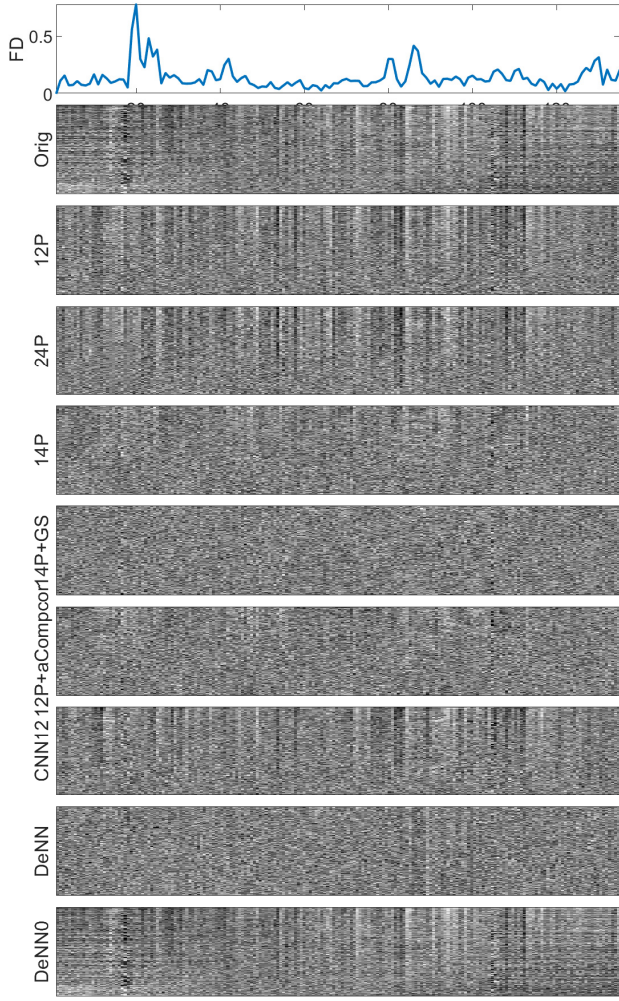 FD
0.5
0
Orig
12P
24P
14P
14P+GS
12P+aCompcor
CNN12
DeNN
DeNN0